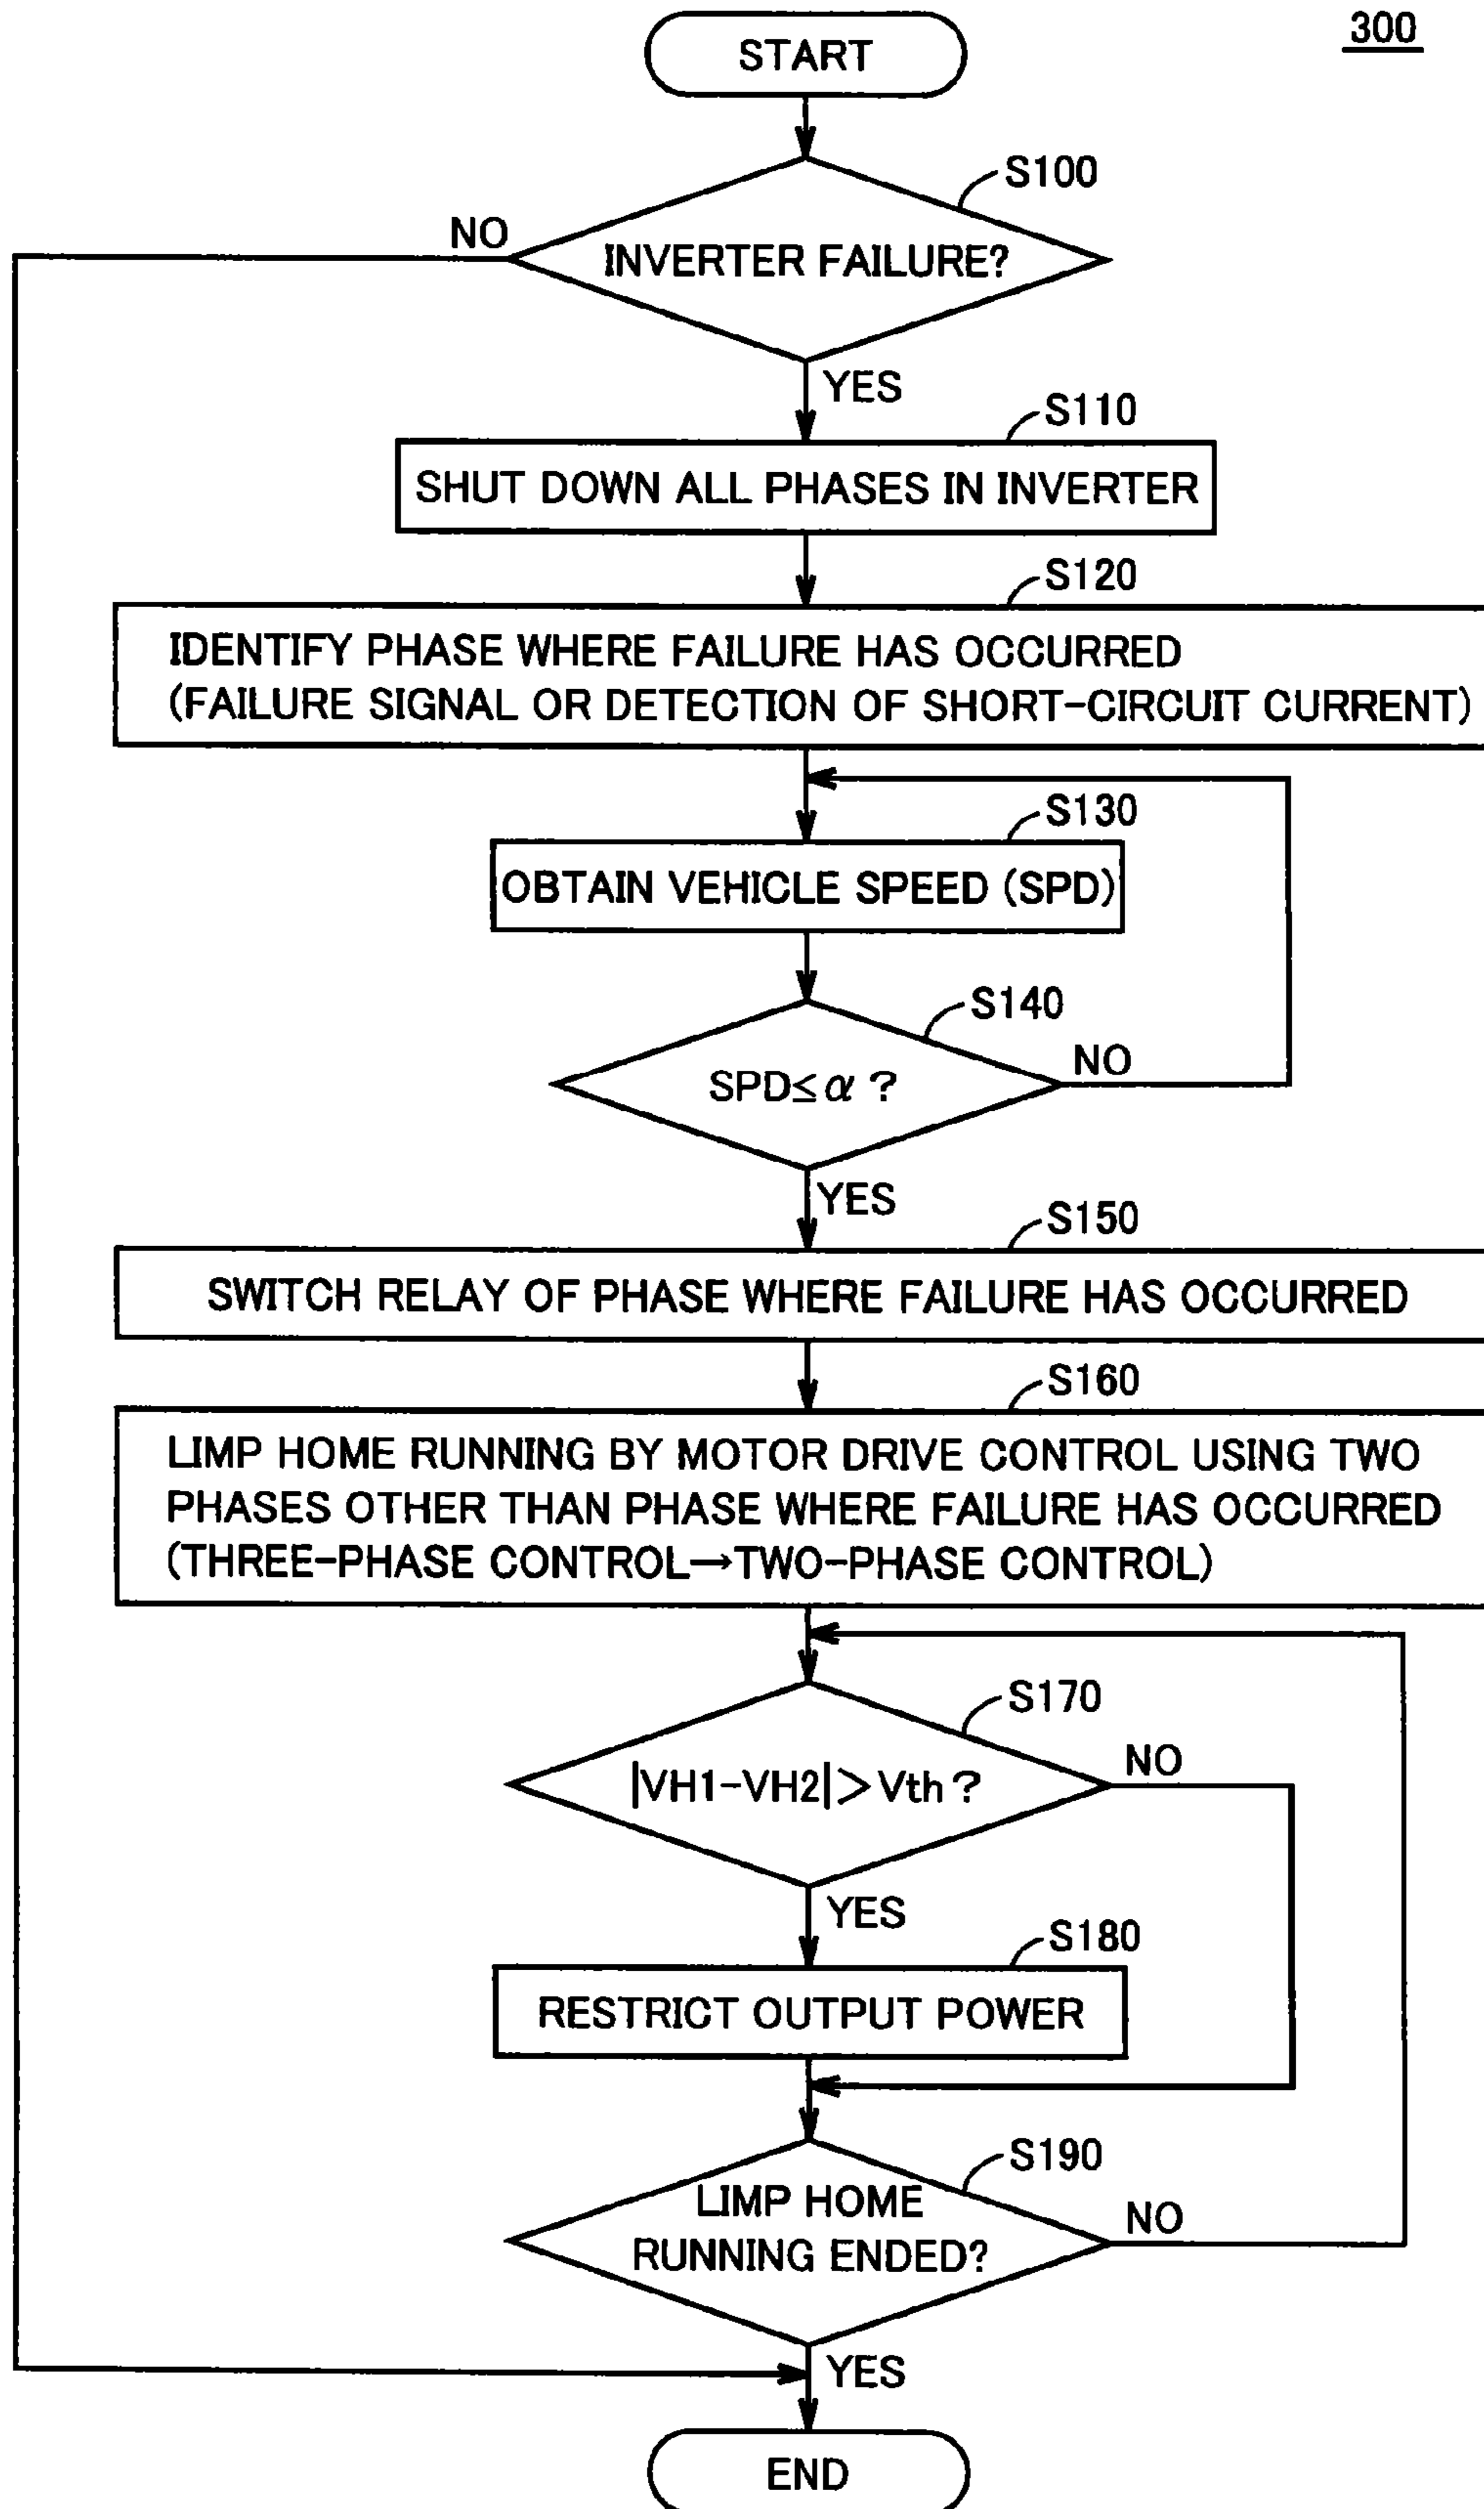 300
START
S100
NO
INVERTER FAILURE?
YES
S110
SHUT DOWN ALL PHASES IN INVERTER
S120
IDENTIFY PHASE WHERE FAILURE HAS OCCURRED
(FAILURE SIGNAL OR DETECTION OF SHORT-CIRCUIT CURRENT)
S130
OBTAIN VEHICLE SPEED (SPD)
S140
NO
SPD≤α ?
YES
S150
SWITCH RELAY OF PHASE WHERE FAILURE HAS OCCURRED
S160
LIMP HOME RUNNING BY MOTOR DRIVE CONTROL USING TWO
PHASES OTHER THAN PHASE WHERE FAILURE HAS OCCURRED
(THREE-PHASE CONTROL→TWO-PHASE CONTROL)
S170
NO
|VH1-VH2|>Vth ?
YES
S180
RESTRICT OUTPUT POWER
S190
LIMP HOME
NO
RUNNING ENDED?
YES
END